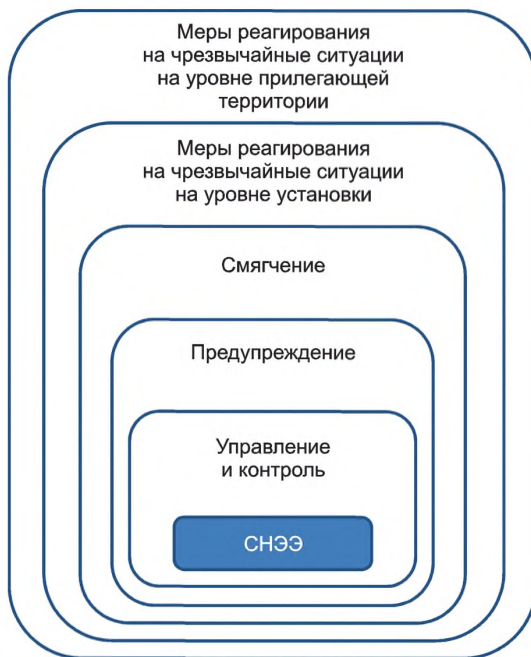 Меры реагирования
на чрезвычайные ситуации
на уровне прилегающей
территории
Меры реагирования
на чрезвычайные ситуации
на уровне установки
Смягчение
Предупреждение
Управление
и контроль
СНЭЭ